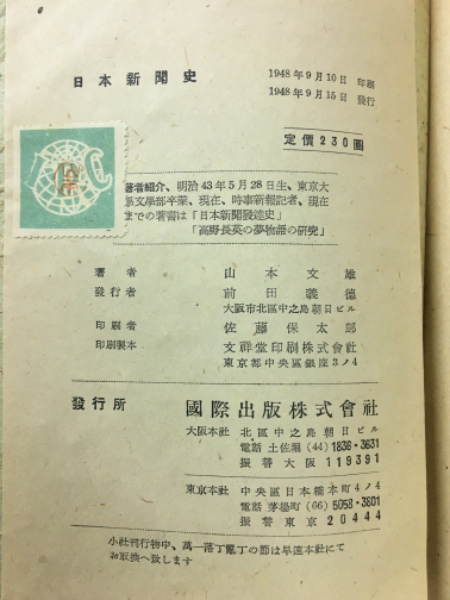 日本新聞史
1948年9月10日 印刷
1948年9月15日 發行
定價230圓
著者紹介、明治43年5月28日生、東京大
學文學部卒業、現在、時事新報記者、現在
までの著書は「日本新聞發達史」
「高野長英の夢物語の研究」
著者 山本文雄
發行者 前田義德
大阪市北區中之島朝日ビル
印刷者 佐藤保太郎
印刷製本 文祥堂印刷株式會社
東京都中央區銀座3ノ4
發行所 國際出版株式會社
大阪本社 北區中之島朝日ビル
電話 土佐堀 (44) 1836・3631
振替大阪 119391
東京本社 中央區日本橋本町4ノ4
電話 茅場町 (66) 5058・3801
振替東京 20444
小社刊行物中、萬一落丁亂丁の節は早速本社にて
お取換へ致します